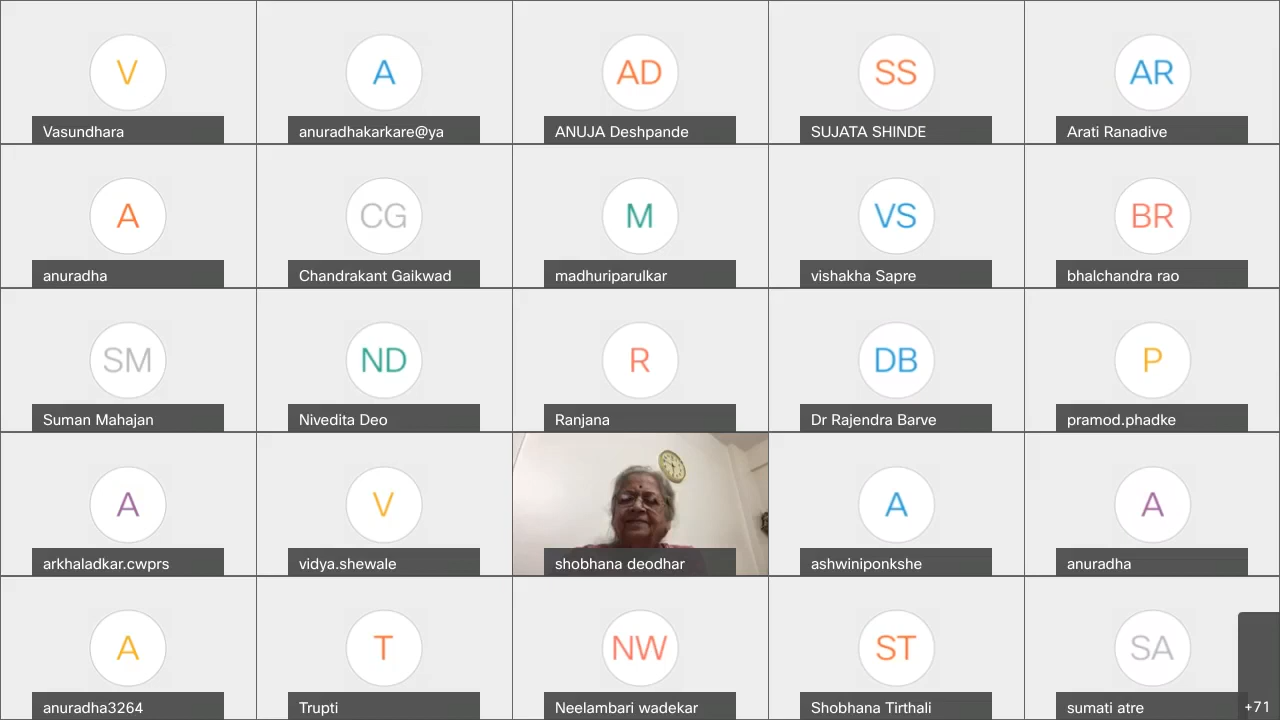 V
A
AD
SS
AR
Vasundhara
anuradhakarkare@ya
ANUJA Deshpande
SUJATA SHINDE
Arati Ranadive
A
CG
M
VS
BR
anuradha
Chandrakant Gaikwad
madhuriparulkar
vishakha Sapre
bhalchandra rao
SM
ND
R
DB
P
Suman Mahajan
Nivedita Deo
Ranjana
Dr Rajendra Barve
pramod.phadke
A
V
A
A
arkhaladkar.cwprs
vidya.shewale
shobhana deodhar
ashwiniponkshe
anuradha
A
T
NW
ST
SA
anuradha3264
Trupti
Neelambari wadekar
Shobhana Tirthali
sumati atre
+71